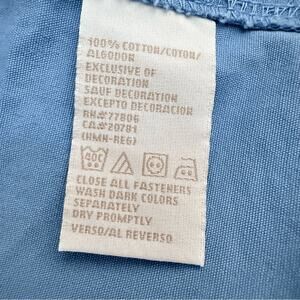 100% COTTON/COTON/
ALGODON
EXCLUSIVE OF
DECORATION
SAUF DECORATION
EXCEPTO DECORACION
RN#77806
CA#20781
(HMN-REG)
40C
CLOSE ALL FASTENERS
WASH DARK COLORS
SEPARATELY
DRY PROMPTLY
VERSO/AL REVERSO